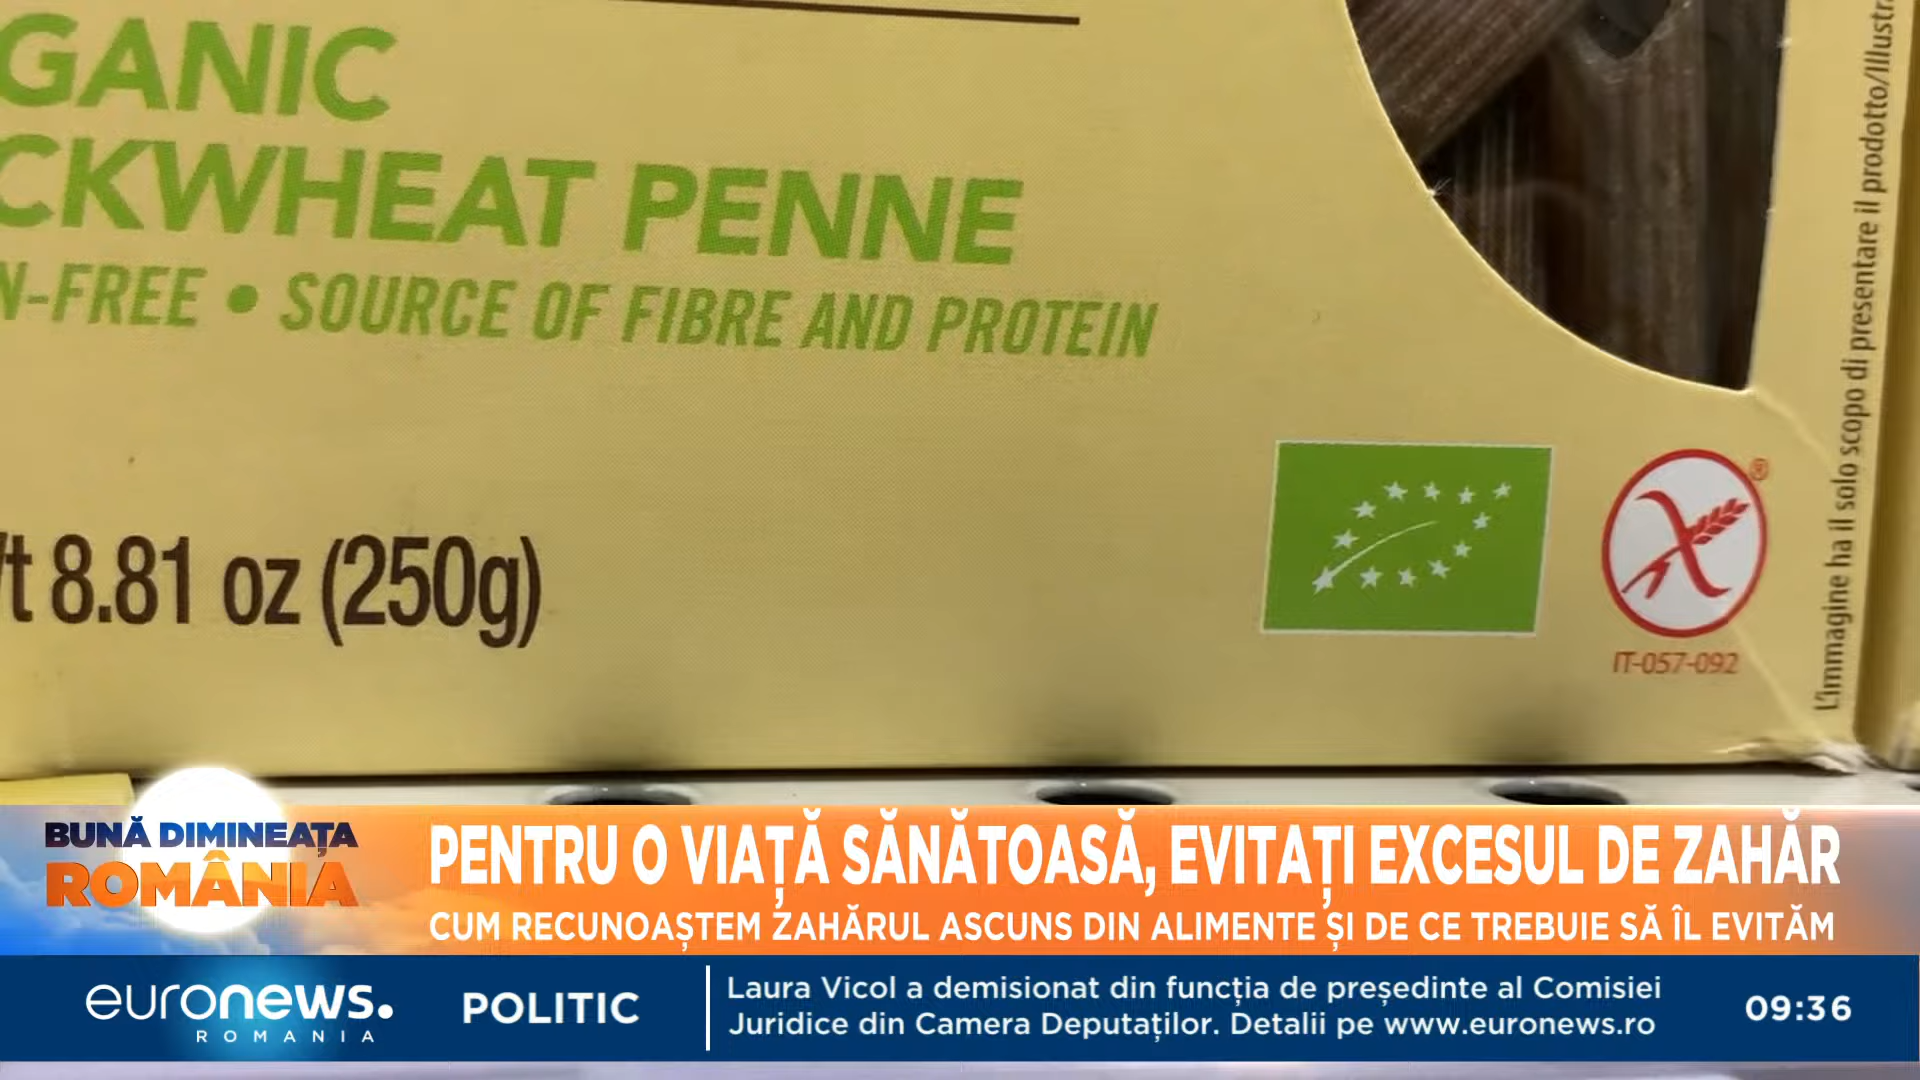 GANIC
CKWHEAT PENNE
N-FREE • SOURCE OF FIBRE AND PROTEIN
t 8.81 oz (250g)
®
IT-057-092
L'immagine ha il solo scopo di presentare il prodotto/Illustr
BUNĂ DIMINEAȚA
ROMÂNIA
PENTRU O VIAȚĂ SĂNĂTOASĂ, EVITAȚI EXCESUL DE ZAHĂR
CUM RECUNOAȘTEM ZAHĂRUL ASCUNS DIN ALIMENTE ȘI DE CE TREBUIE SĂ ÎL EVITĂM
euronews.
ROMANIA
POLITIC
Laura Vicol a demisionat din funcția de președinte al Comisiei
Juridice din Camera Deputaților. Detalii pe www.euronews.ro
09:36